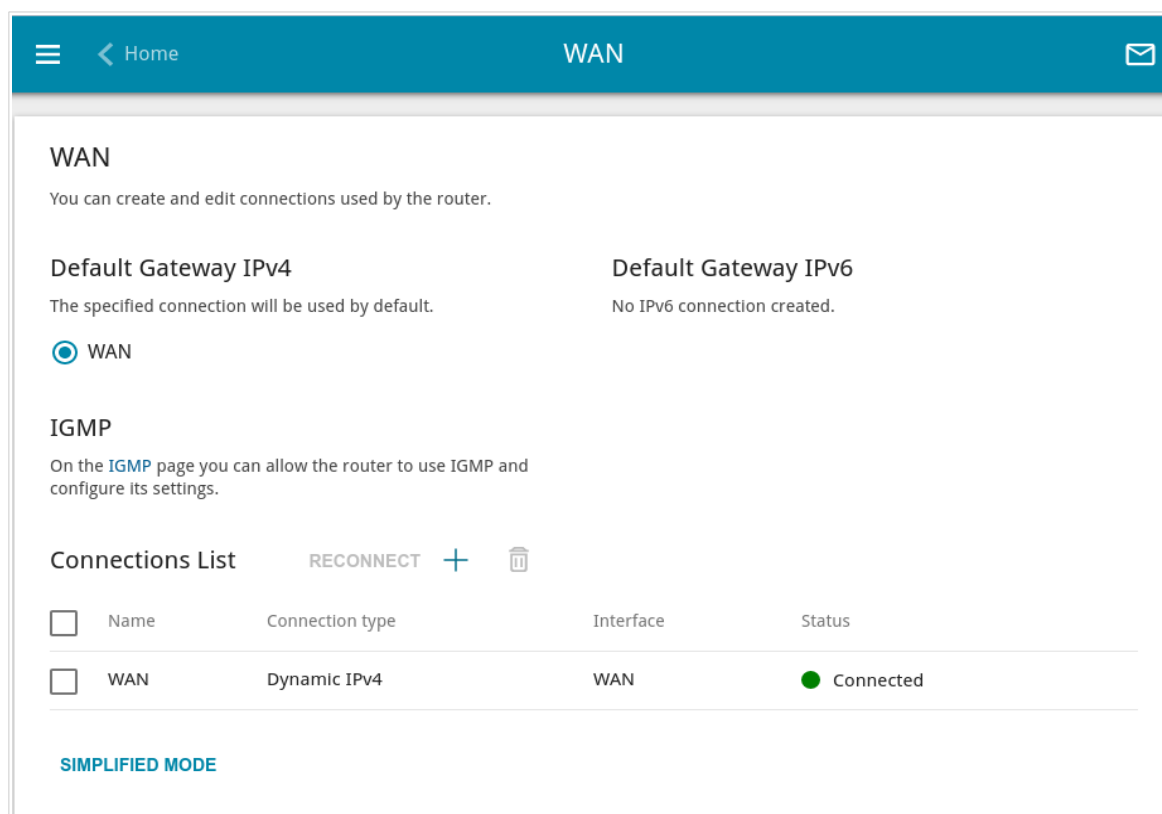 Home
WAN
WAN
You can create and edit connections used by the router.
Default Gateway IPv4
The specified connection will be used by default.
WAN
Default Gateway IPv6
No IPv6 connection created.
IGMP
On the IGMP page you can allow the router to use IGMP and
configure its settings.
Connections List RECONNECT
Name Connection type Interface Status
WAN Dynamic IPv4 WAN Connected
SIMPLIFIED MODE